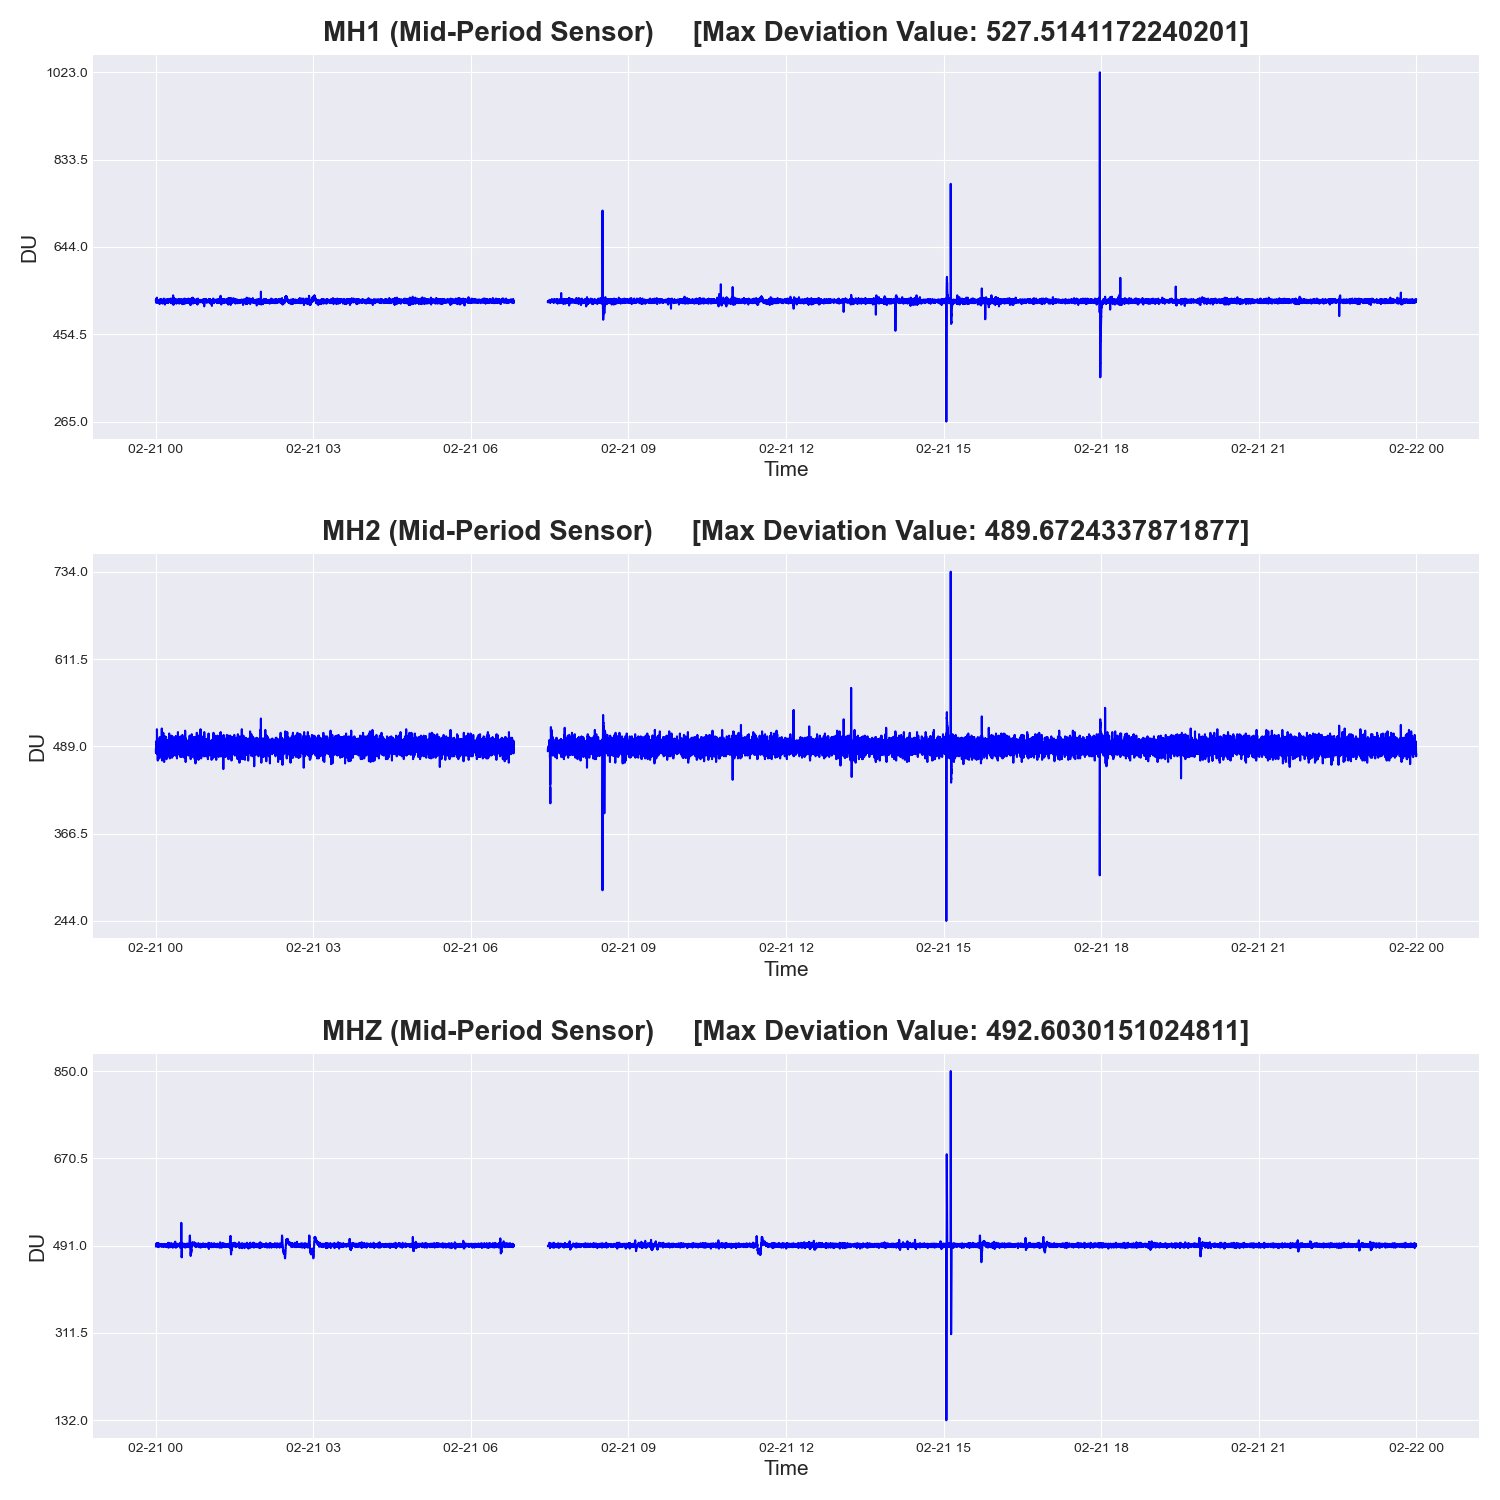 MH1 (Mid-Period Sensor) [Max Deviation Value: 527.5141172240201]
1023.0
833.5
644.0
454.5
265.0
DU
02-21 00 02-21 03 02-21 06 02-21 09 02-21 12 02-21 15 02-21 18 02-21 21 02-22 00
Time
MH2 (Mid-Period Sensor) [Max Deviation Value: 489.6724337871877]
734.0
611.5
489.0
366.5
244.0
DU
02-21 00 02-21 03 02-21 06 02-21 09 02-21 12 02-21 15 02-21 18 02-21 21 02-22 00
Time
MHZ (Mid-Period Sensor) [Max Deviation Value: 492.6030151024811]
850.0
670.5
491.0
311.5
132.0
DU
02-21 00 02-21 03 02-21 06 02-21 09 02-21 12 02-21 15 02-21 18 02-21 21 02-22 00
Time